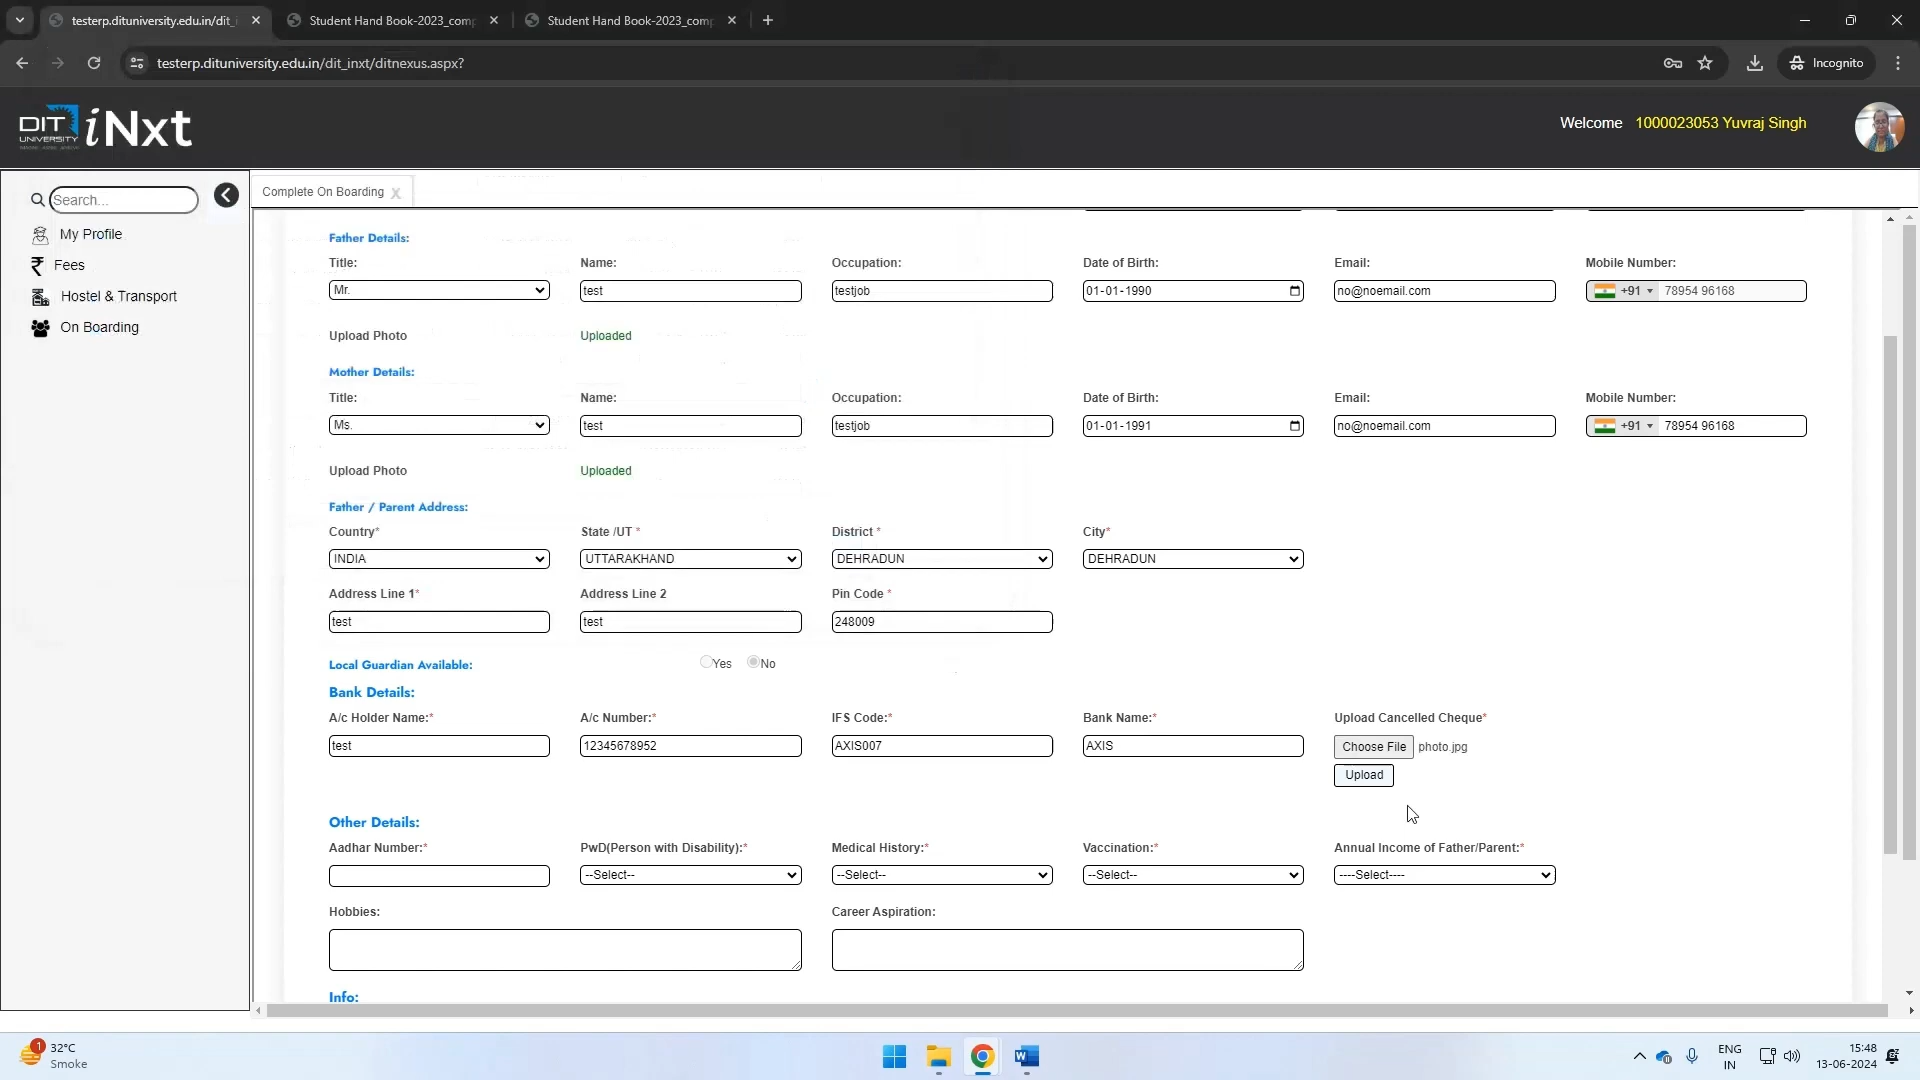 testerp.dituniversity.edu.in/dit_i
Student Hand Book-2023_comp
Student Hand Book-2023_comp
testerp.dituniversity.edu.in/dit_inxt/ditnexus.aspx?
Incognito
DIT UNIVERSITY iNxt
Welcome 1000023053 Yuvraj Singh
Search...
My Profile
Fees
Hostel & Transport
On Boarding
Complete On Boarding X
Father Details:
Title: Name: Occupation: Date of Birth: Email: Mobile Number:
Mr. test testjob 01-01-1990 no@noemail.com +91 78954 96168
Upload Photo Uploaded
Mother Details:
Title: Name: Occupation: Date of Birth: Email: Mobile Number:
Ms. test testjob 01-01-1991 no@noemail.com +91 78954 96168
Upload Photo Uploaded
Father / Parent Address:
Country* State /UT * District * City*
INDIA UTTARAKHAND DEHRADUN DEHRADUN
Address Line 1* Address Line 2 Pin Code *
test test 248009
Local Guardian Available: Yes No
Bank Details:
A/c Holder Name:* A/c Number:* IFS Code:* Bank Name:* Upload Cancelled Cheque*
test 12345678952 AXIS007 AXIS Choose File photo.jpg
Upload
Other Details:
Aadhar Number:* PwD(Person with Disability):* Medical History:* Vaccination:* Annual Income of Father/Parent:*
--Select-- --Select-- --Select-- ----Select----
Hobbies: Career Aspiration:
Info:
1 32°C
Smoke
ENG
IN
15:48
13-06-2024